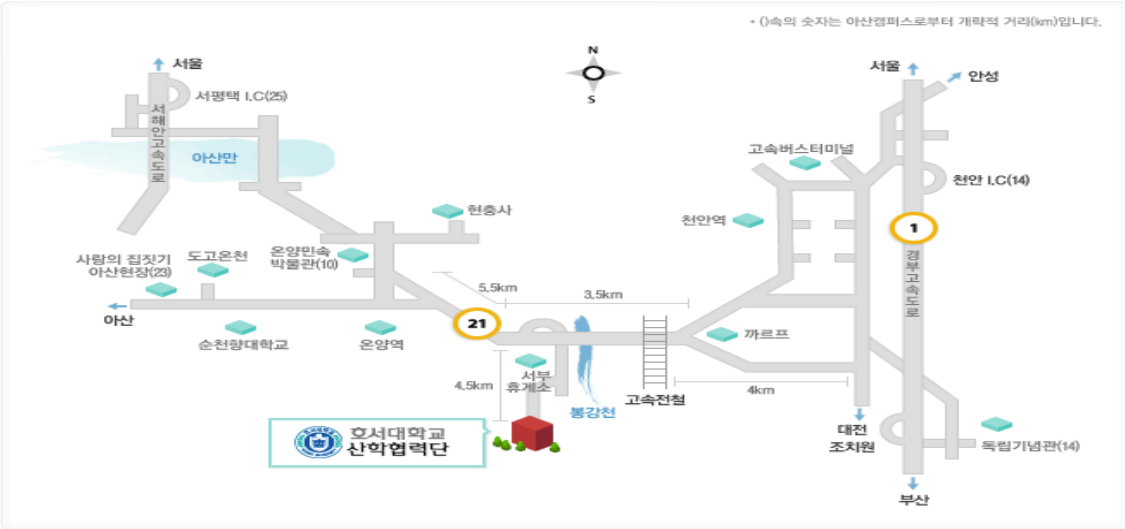 * ()속의 숫자는 아산캠퍼스로부터 개략적 거리(km)입니다.
서울
서평택 I.C(25)
서해안고속도로
아산만
N
S
서울
안성
고속버스터미널
천안 I.C(14)
천안역
1
경부고속도로
현충사
온양민속
박물관(10)
사랑의 집짓기
아산현장(23)
도고온천
아산
순천향대학교
온양역
21
5.5km
3.5km
까르프
4.5km
서부
휴게소
봉강천
고속전철
4km
대전
조치원
독립기념관(14)
부산
호서대학교
산학협력단